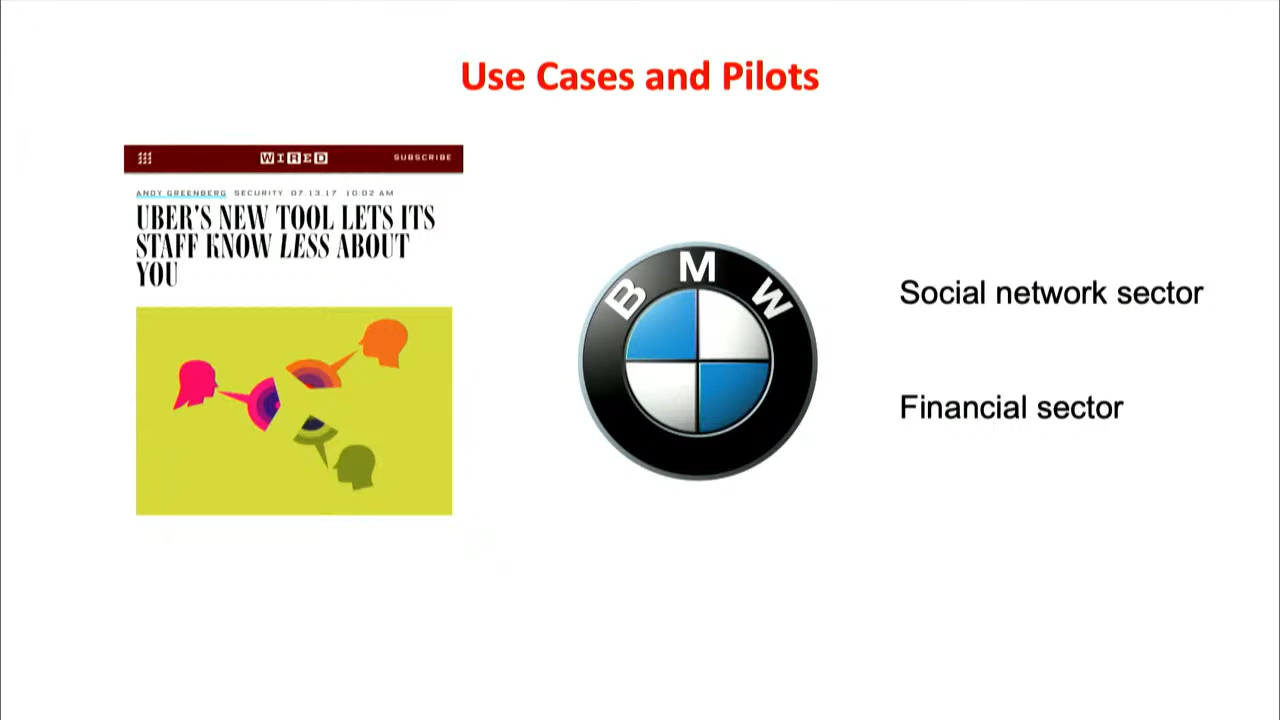 Use Cases and Pilots
WIRED
SUBSCRIBE
ANDY GREENBERG SECURITY 07.13.17 10:02 AM
UBER'S NEW TOOL LETS ITS
STAFF KNOW LESS ABOUT
YOU
BMW
Social network sector
Financial sector